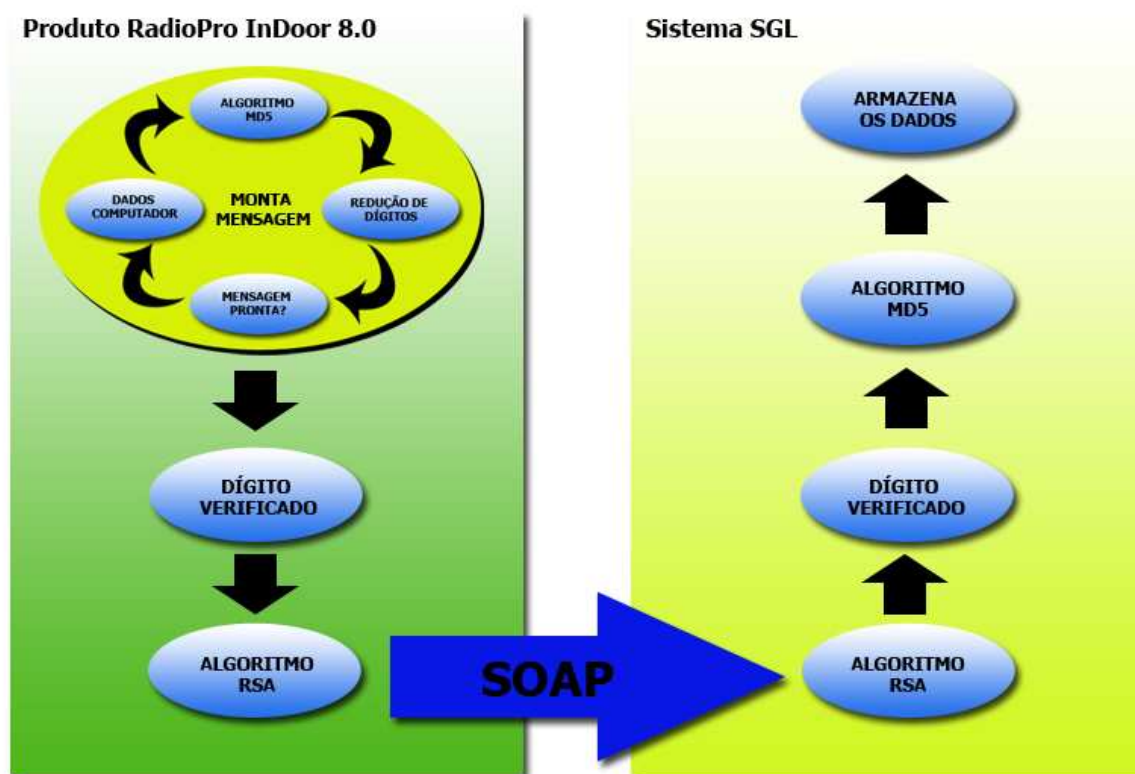 Produto RadioPro InDoor 8.0
ALGORITMO
MD5
DADOS
COMPUTADOR
MONTA
MENSAGEM
REDUÇÃO DE
DÍGITOS
MENSAGEM
PRONTA?
DÍGITO
VERIFICADO
ALGORITMO
RSA
SOAP
Sistema SGL
ARMAZENA
OS DADOS
ALGORITMO
MD5
DÍGITO
VERIFICADO
ALGORITMO
RSA